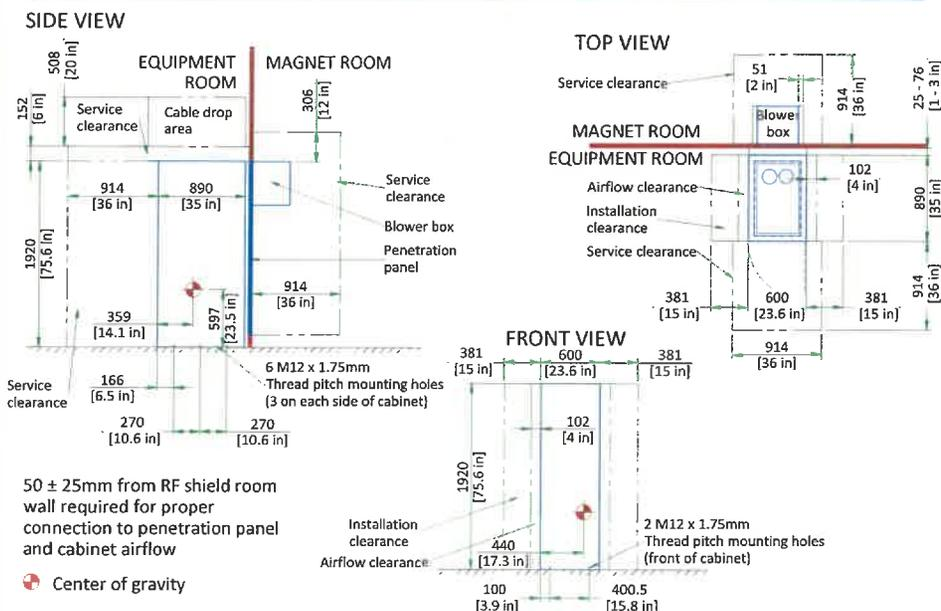 SIDE VIEW
508
[20 in]
152
[6 in]
EQUIPMENT
ROOM
MAGNET ROOM
Service
clearance
Cable drop
area
306
[12 in]
914
[36 in]
890
[35 in]
Service
clearance
Blower box
Penetration
panel
1920
[75.6 in]
914
[36 in]
359
[14.1 in]
597
[23.5 in]
Service
clearance
166
[6.5 in]
6 M12 x 1.75mm
Thread pitch mounting holes
(3 on each side of cabinet)
270
[10.6 in]
270
[10.6 in]
50 ± 25mm from RF shield room
wall required for proper
connection to penetration panel
and cabinet airflow
Center of gravity
TOP VIEW
Service clearance
51
[2 in]
914
[36 in]
25 - 76
[1 - 3 in]
Blower
box
MAGNET ROOM
EQUIPMENT ROOM
102
[4 in]
Airflow clearance
Installation
clearance
Service clearance
890
[35 in]
914
[36 in]
381
[15 in]
600
[23.6 in]
381
[15 in]
914
[36 in]
FRONT VIEW
381
[15 in]
600
[23.6 in]
381
[15 in]
102
[4 in]
1920
[75.6 in]
Installation
clearance
Airflow clearance
440
[17.3 in]
2 M12 x 1.75mm
Thread pitch mounting holes
(front of cabinet)
100
[3.9 in]
400.5
[15.8 in]